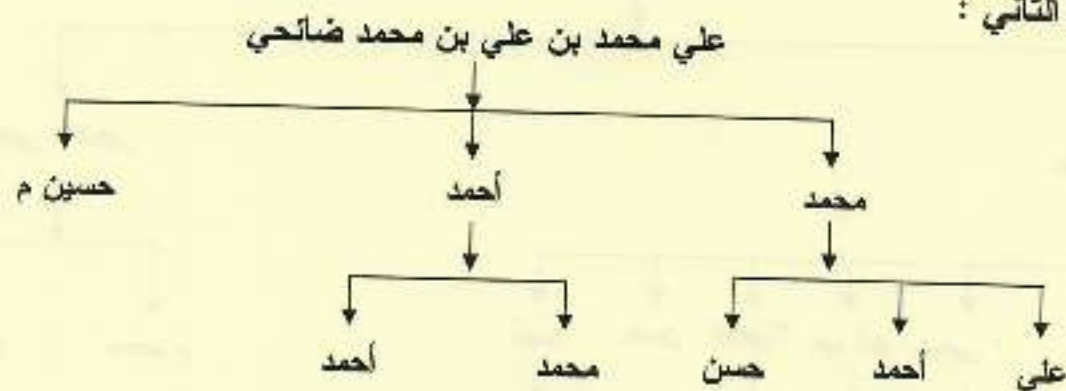 الثاني :
علي محمد بن علي بن محمد ضائحي
محمد أحمد حسين م
علي أحمد حسن محمد أحمد